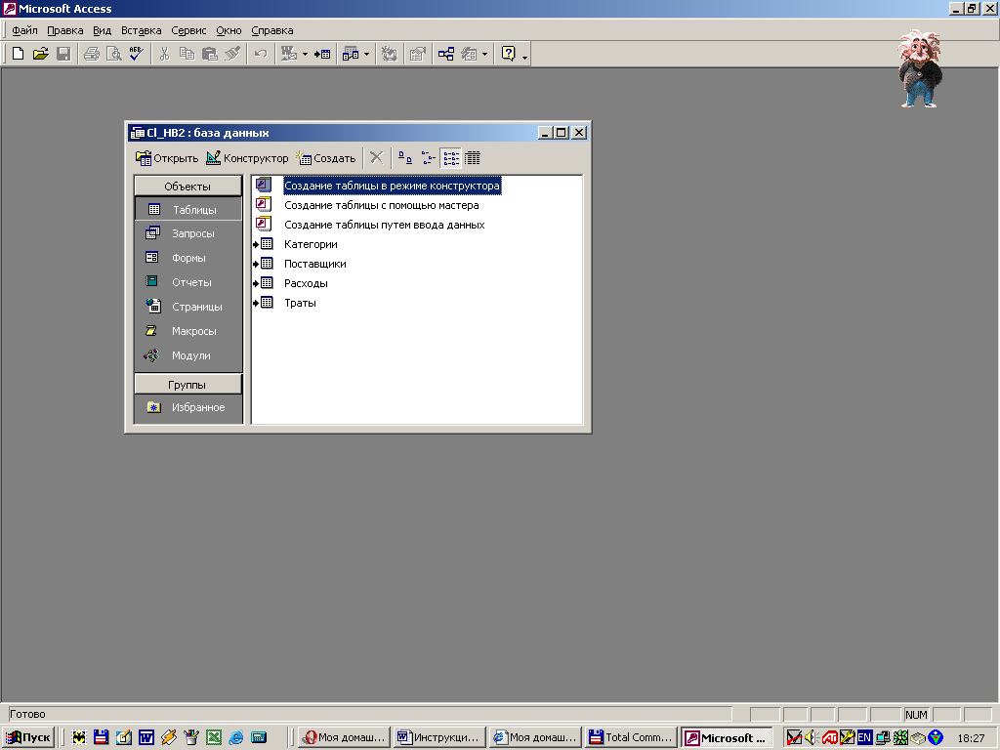 Microsoft Access
Файл Правка Вид Вставка Сервис Окно Справка
Cl_HB2 : база данных
Открыть Конструктор Создать
Объекты
Таблицы
Запросы
Формы
Отчеты
Страницы
Макросы
Модули
Группы
Избранное
Создание таблицы в режиме конструктора
Создание таблицы с помощью мастера
Создание таблицы путем ввода данных
Категории
Поставщики
Расходы
Траты
Готово
NUM
Пуск
Моя домаш...
Инструкци...
Моя домаш...
Total Comm...
Microsoft ...
EN
18:27